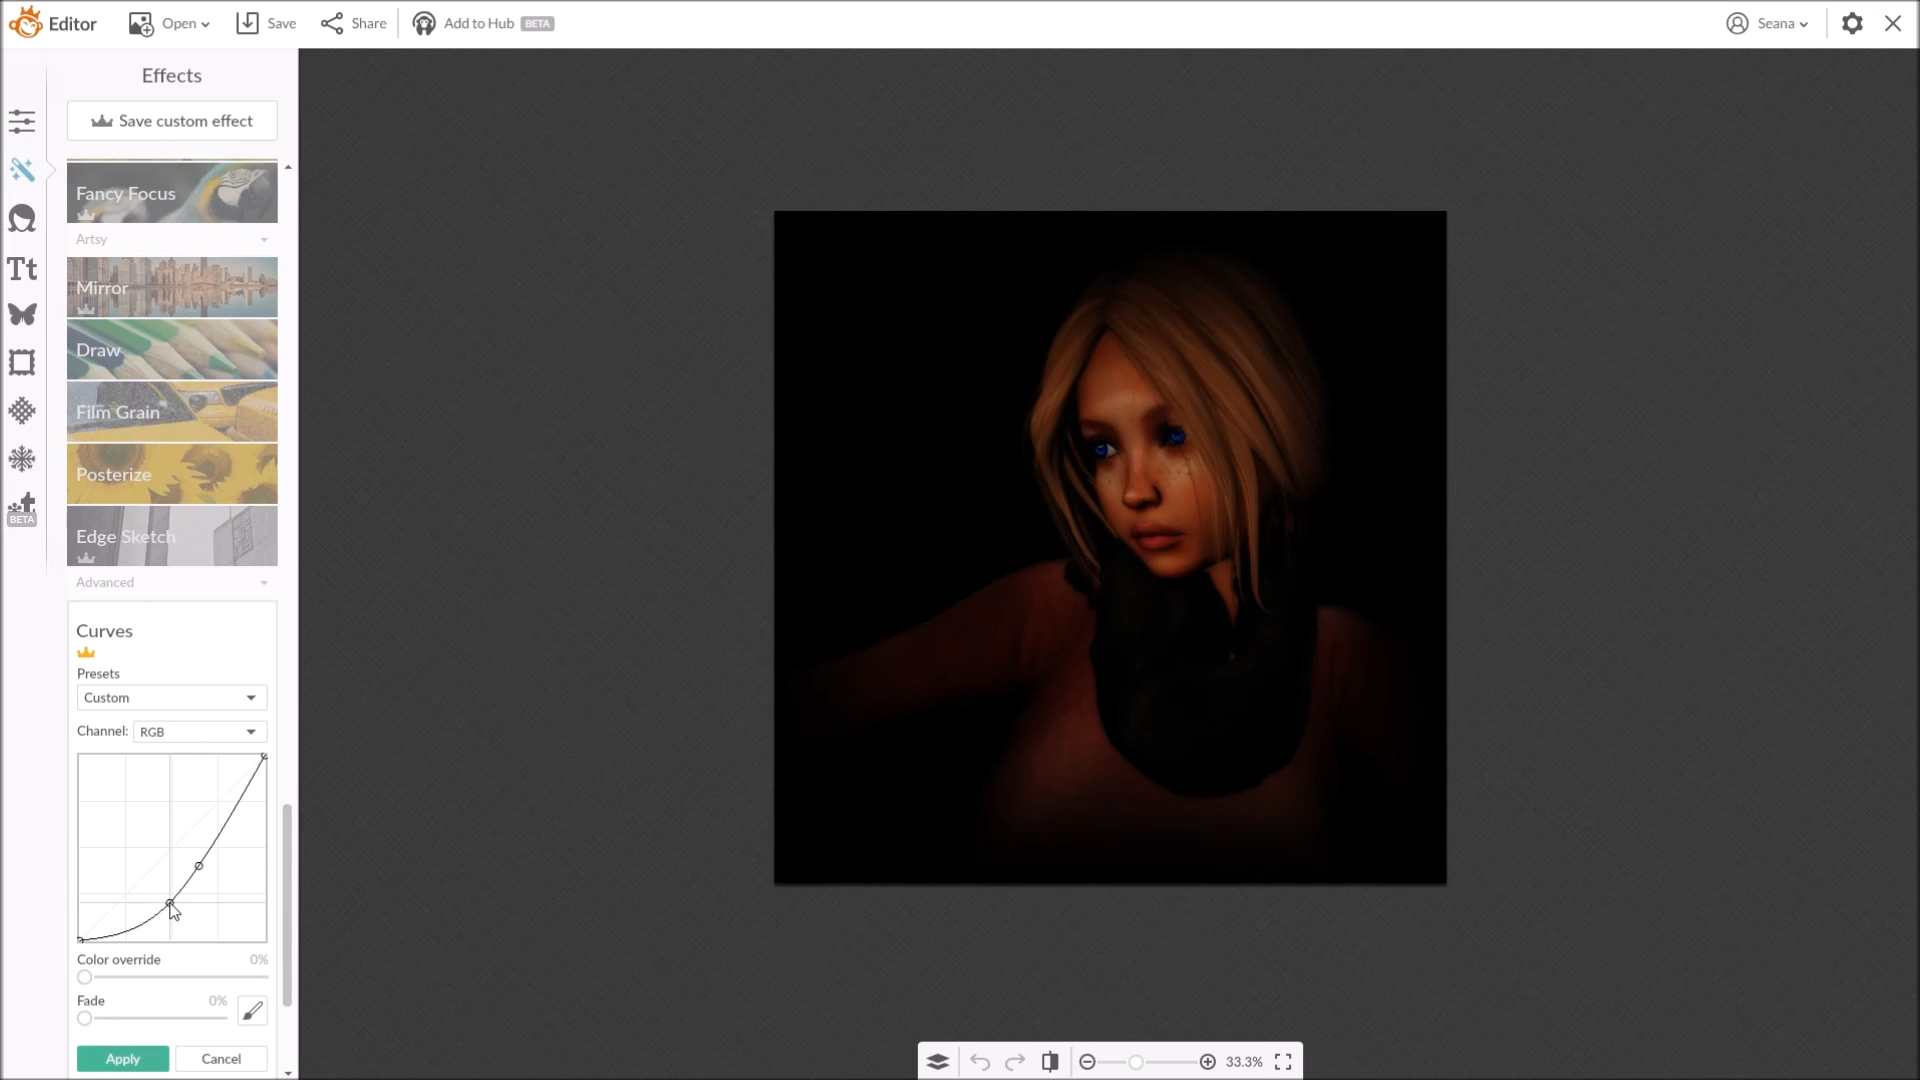 Editor
Open
Save
Share
Add to Hub BETA
Seana
Effects
Save custom effect
Fancy Focus
Artsy
Mirror
Draw
Film Grain
Posterize
Edge Sketch
Advanced
Tt
BETA
Curves
Presets
Custom
Channel: RGB
Color override 0%
Fade 0%
Apply Cancel
33.3%